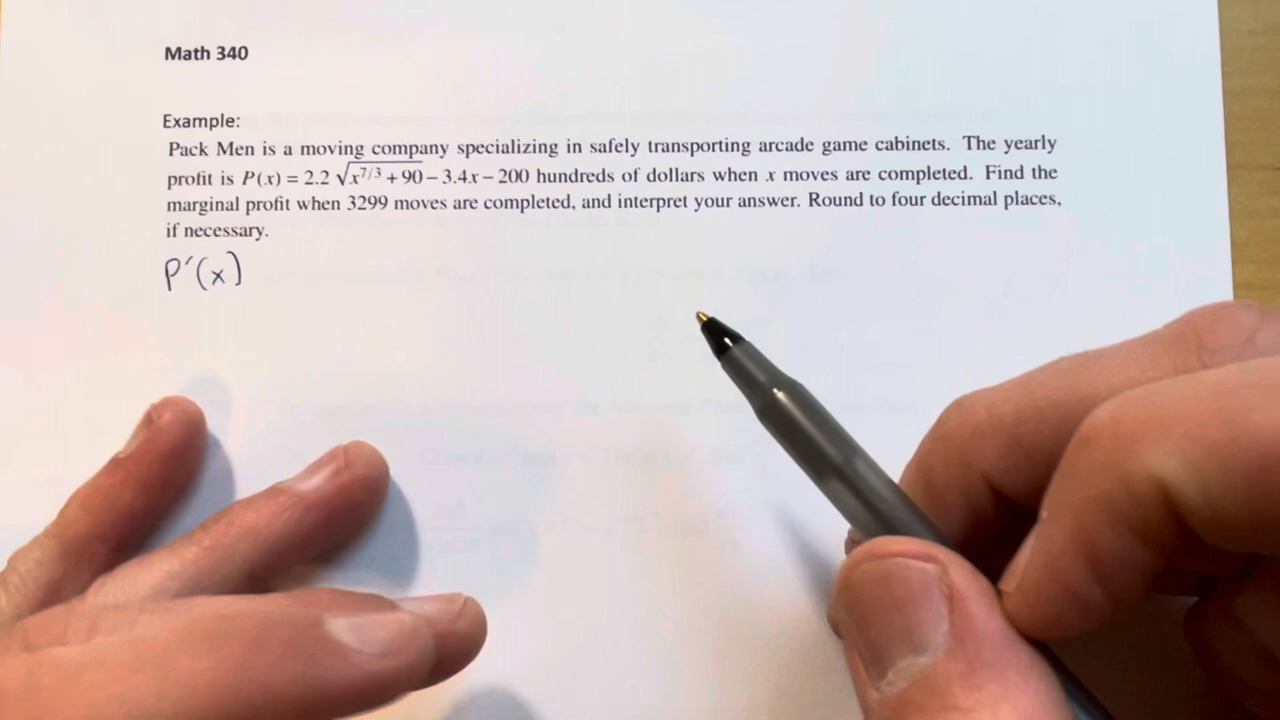 Math 340
Example:
Pack Men is a moving company specializing in safely transporting arcade game cabinets. The yearly
profit is P(x) = 2.2 √(x^{7/3} + 90) − 3.4x − 200 hundreds of dollars when x moves are completed. Find the
marginal profit when 3299 moves are completed, and interpret your answer. Round to four decimal places,
if necessary.
P′(x)